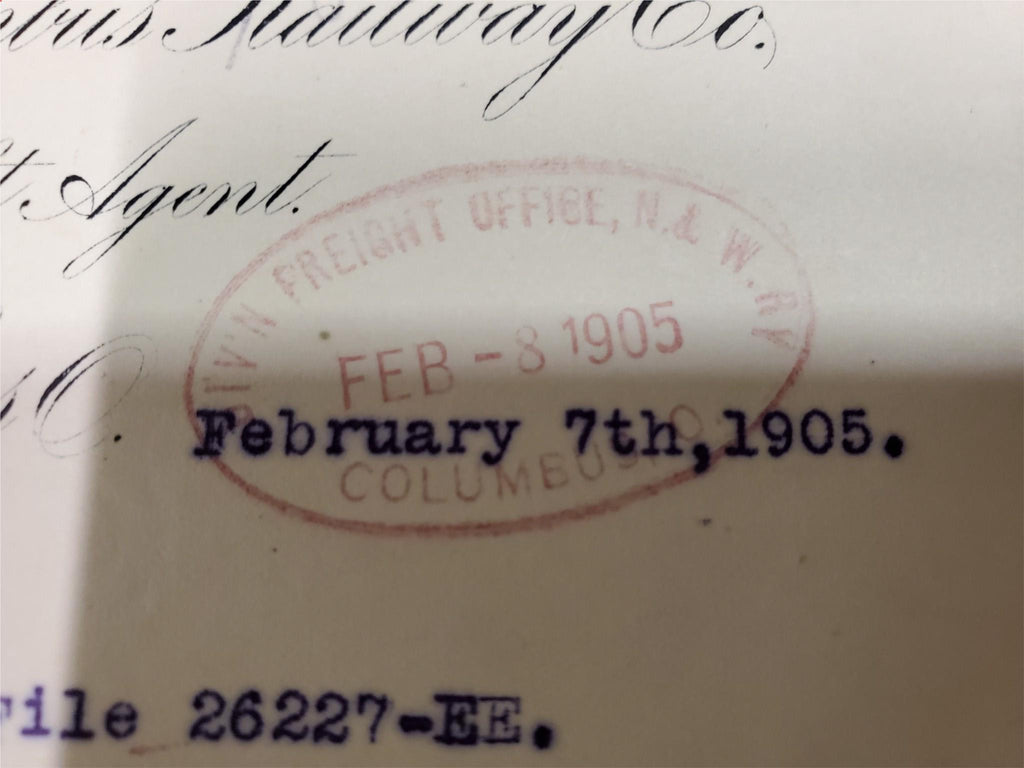 Railway Co.,
t Agent.
DIV'N FREIGHT OFFICE, N.& W.RY
FEB -8 1905
O.
February 7th,1905.
COLUMBUS, O.
File 26227-EE.